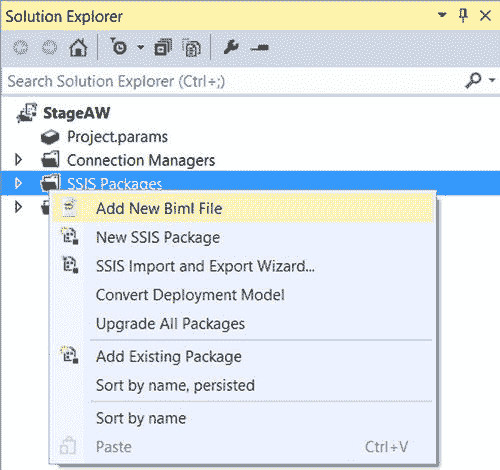 Solution Explorer
Search Solution Explorer (Ctrl+;)
StageAW
Project.params
Connection Managers
SSIS Packages
Add New Biml File
New SSIS Package
SSIS Import and Export Wizard...
Convert Deployment Model
Upgrade All Packages
Add Existing Package
Sort by name, persisted
Sort by name
Paste Ctrl+V